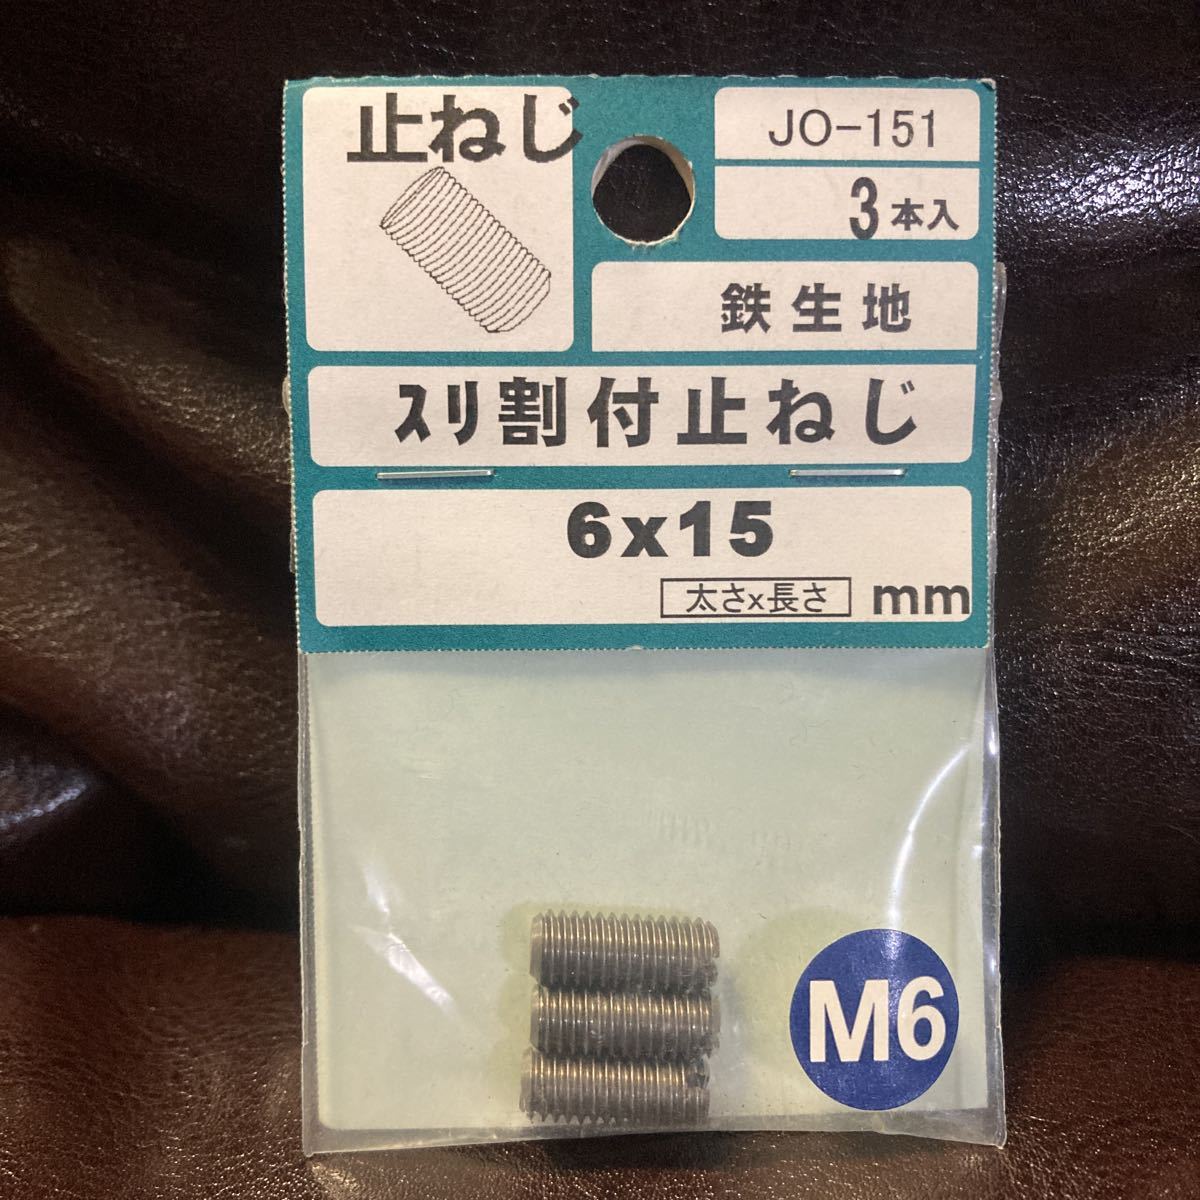 止ねじ
JO-151
3本入
鉄生地
ｽﾘ割付止ねじ
6x15
太さx長さ mm
M6